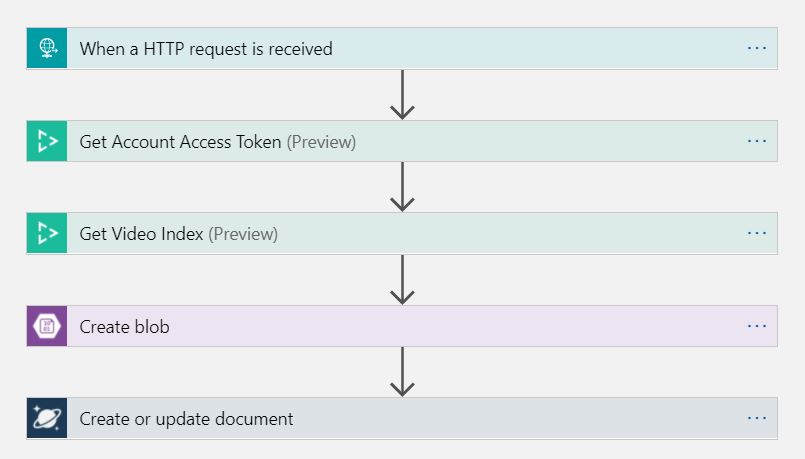 When a HTTP request is received
Get Account Access Token (Preview)
Get Video Index (Preview)
Create blob
Create or update document